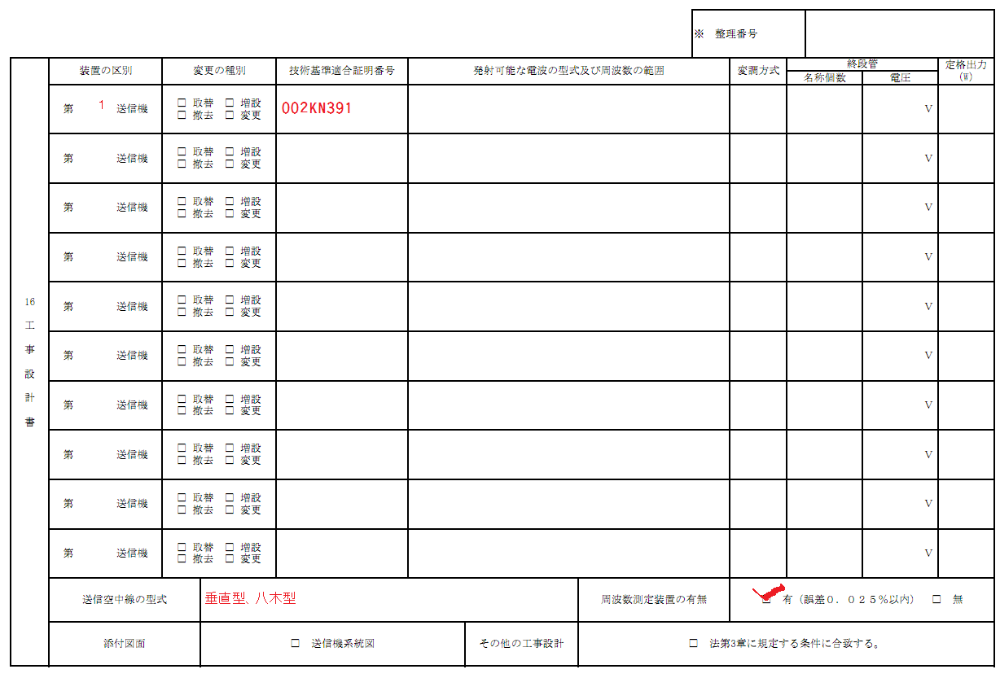 ※ 整理番号
装置の区別 変更の種別 技術基準適合証明番号 発射可能な電波の型式及び周波数の範囲 変調方式 終段管 定格出力
名称個数 電圧 (W)
第 1 送信機 □ 取替 □ 増設 002KN391 V
□ 撤去 □ 変更
第 送信機 □ 取替 □ 増設 V
□ 撤去 □ 変更
第 送信機 □ 取替 □ 増設 V
□ 撤去 □ 変更
第 送信機 □ 取替 □ 増設 V
□ 撤去 □ 変更
第 送信機 □ 取替 □ 増設 V
□ 撤去 □ 変更
第 送信機 □ 取替 □ 増設 V
□ 撤去 □ 変更
第 送信機 □ 取替 □ 増設 V
□ 撤去 □ 変更
第 送信機 □ 取替 □ 増設 V
□ 撤去 □ 変更
第 送信機 □ 取替 □ 増設 V
□ 撤去 □ 変更
第 送信機 □ 取替 □ 増設 V
□ 撤去 □ 変更
16
工
事
設
計
書
送信空中線の型式 垂直型、八木型 周波数測定装置の有無 □ 有（誤差０．０２５％以内） □ 無
添付図面 □ 送信機系統図 その他の工事設計 □ 法第3章に規定する条件に合致する。